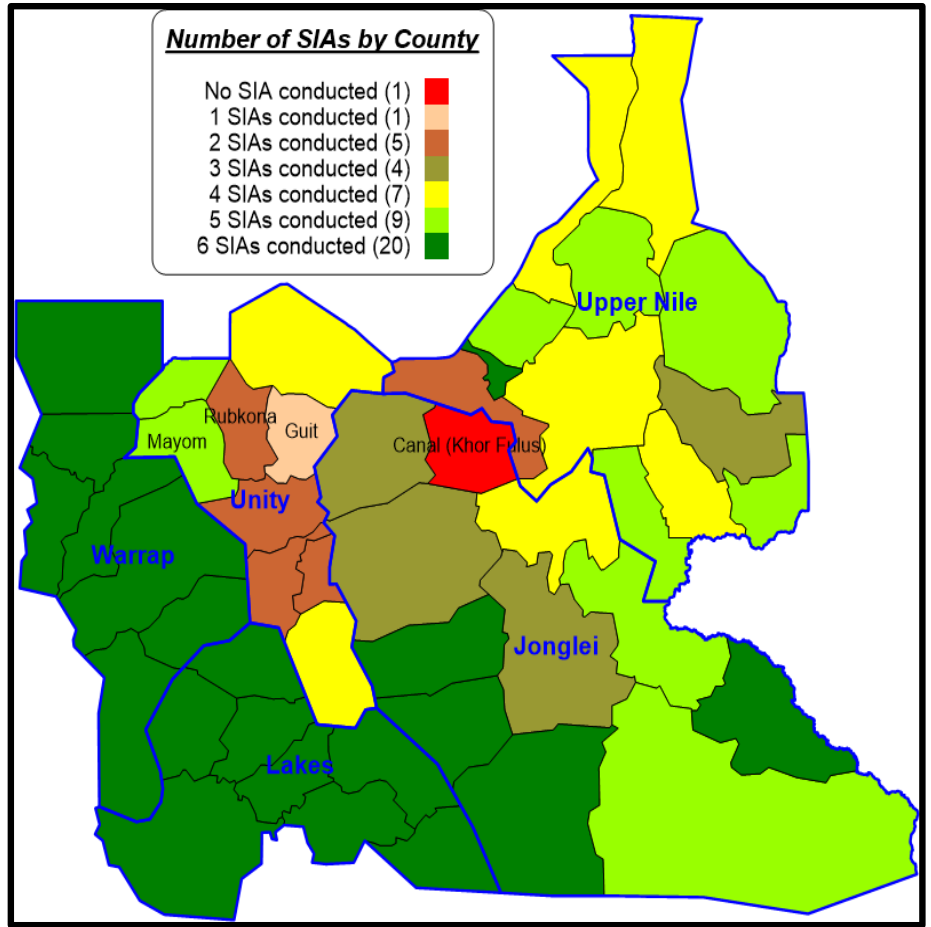 Number of SIAs by County
No SIA conducted (1)
1 SIAs conducted (1)
2 SIAs conducted (5)
3 SIAs conducted (4)
4 SIAs conducted (7)
5 SIAs conducted (9)
6 SIAs conducted (20)
Upper Nile
Rubkona
Guit
Mayom
Canal (Khor Fulus)
Unity
Warrap
Jonglei
Lakes